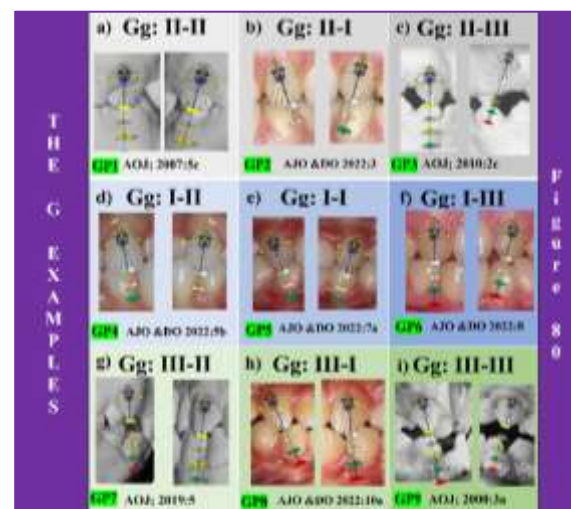 THE G EXAMPLES
a) Gg: II-II
GP1 AOJ; 2007:5c
b) Gg: II-I
GP2 AJO &DO 2022:3
c) Gg: II-III
GP3 AOJ; 2010:2c
d) Gg: I-II
GP4 AJO &DO 2022:9b
e) Gg: I-I
GP5 AJO &DO 2022:7a
f) Gg: I-III
GP6 AJO &DO 2022:8
g) Gg: III-II
GP7 AOJ; 2019:5
h) Gg: III-I
GP8 AJO &DO 2022:10a
i) Gg: III-III
GP9 AOJ; 2000:3a
Figure 80